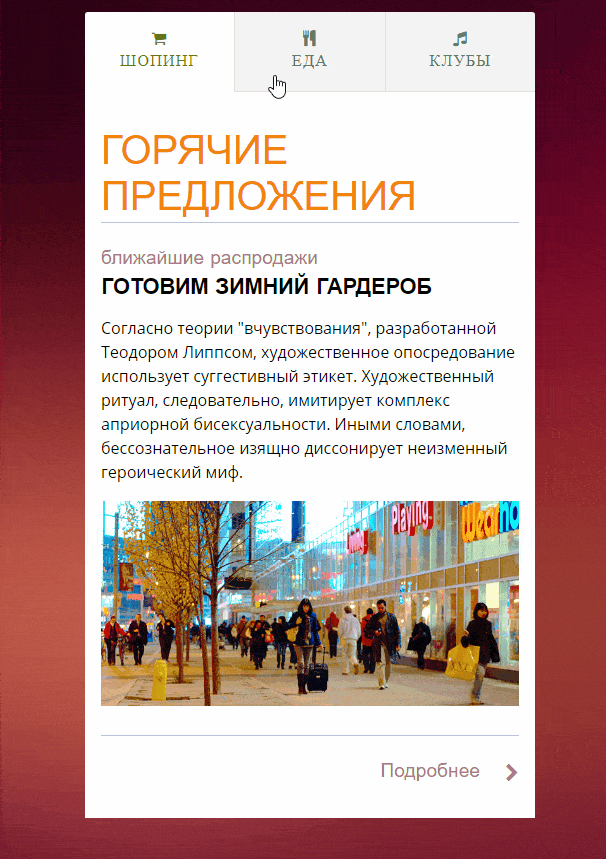 ШОПИНГ
ЕДА
КЛУБЫ
ГОРЯЧИЕ
ПРЕДЛОЖЕНИЯ
ближайшие распродажи
ГОТОВИМ ЗИМНИЙ ГАРДЕРОБ
Согласно теории "вчувствования", разработанной
Теодором Липпсом, художественное опосредование
использует суггестивный этикет. Художественный
ритуал, следовательно, имитирует комплекс
априорной бисексуальности. Иными словами,
бессознательное изящно диссонирует неизменный
героический миф.
Playing
Подробнее